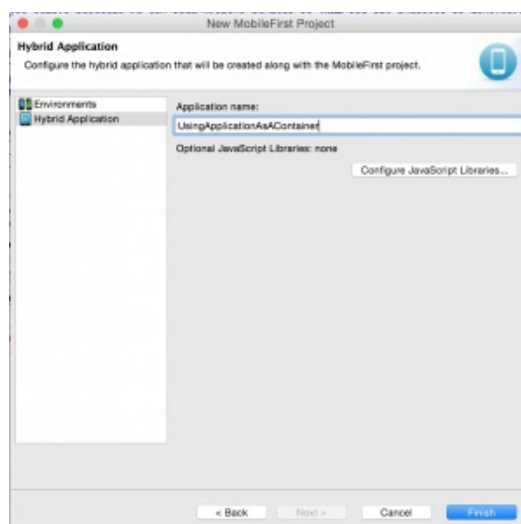 New MobileFirst Project
Hybrid Application
Configure the hybrid application that will be created along with the MobileFirst project.
Environments
Hybrid Application
Application name:
UsingApplicationAsAContainer
Optional JavaScript Libraries: none
Configure JavaScript Libraries...
< Back
Next >
Cancel
Finish